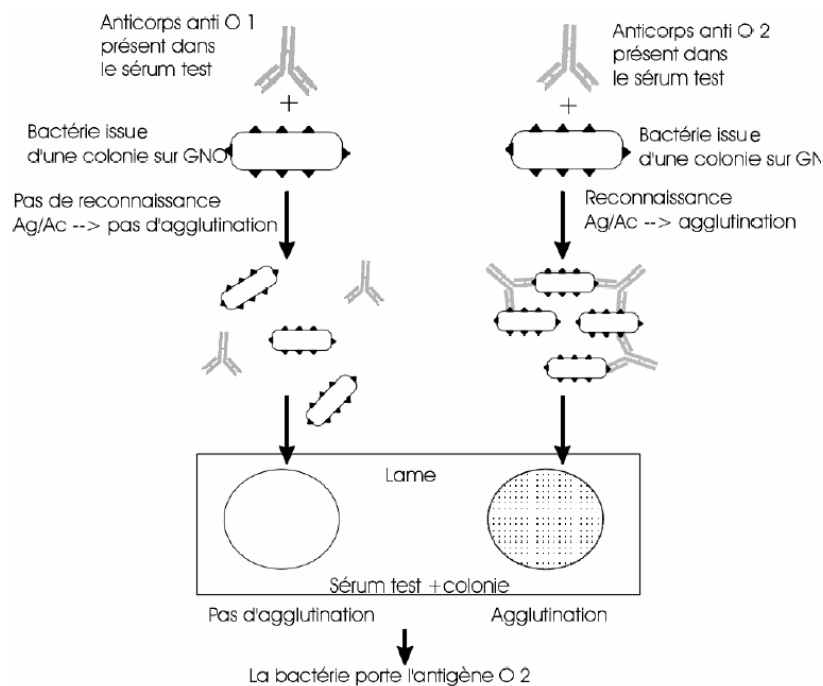 Anticorps anti O 1
présent dans
le sérum test
+
Bactérie issue
d'une colonie sur GNO
Pas de reconnaissance
Ag/Ac --> pas d'agglutination
Anticorps anti O 2
présent dans
le sérum test
+
Bactérie issue
d'une colonie sur GN
Reconnaissance
Ag/Ac --> agglutination
Lame
Sérum test +colonie
Pas d'agglutination
Agglutination
La bactérie porte l'antigène O 2